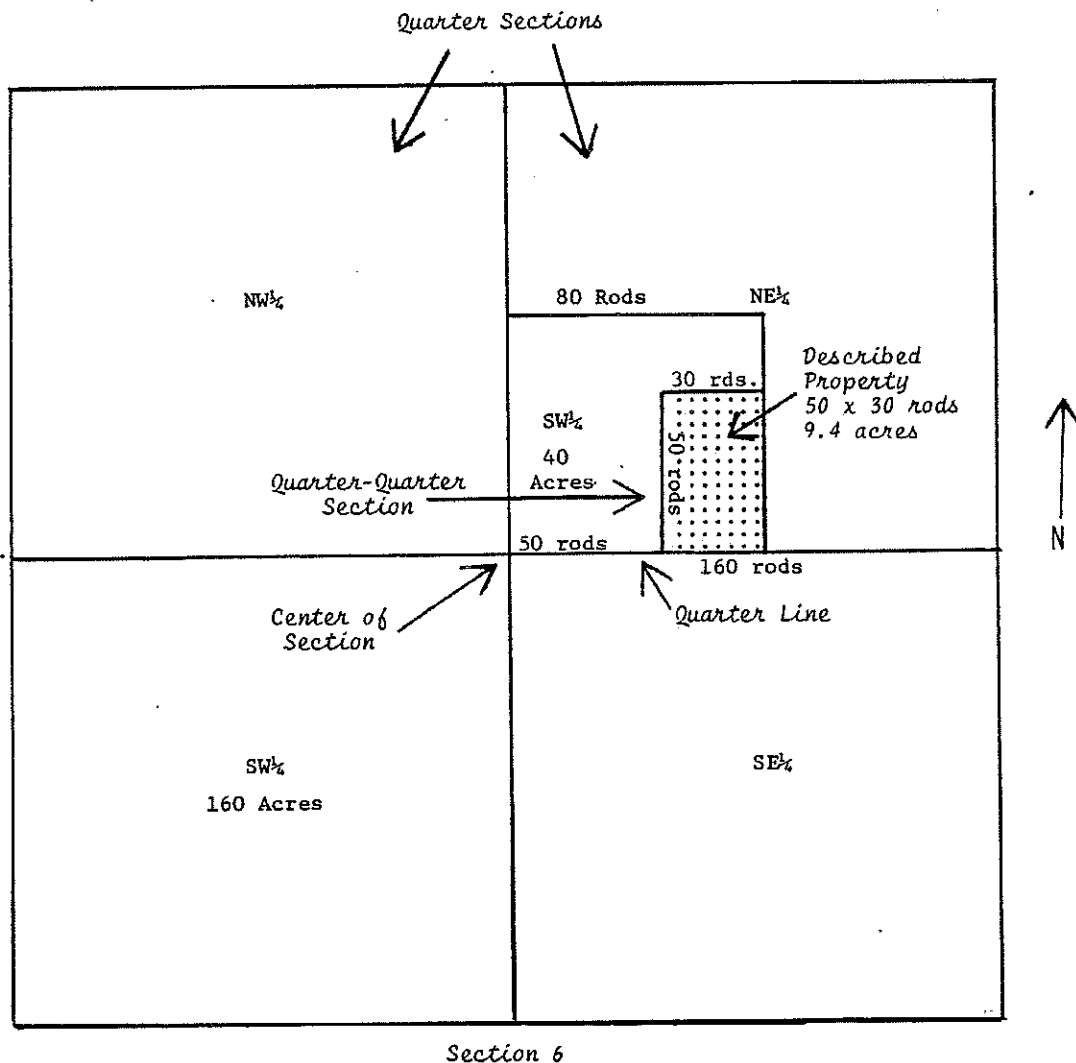 Quarter Sections
NW¼
80 Rods
NE¼
Described
Property
50 x 30 rods
9.4 acres
30 rds.
SW¼
40
Acres
50 rods
Quarter-Quarter
Section
N
50 rods
160 rods
Center of
Section
Quarter Line
SW¼
160 Acres
SE¼
Section 6